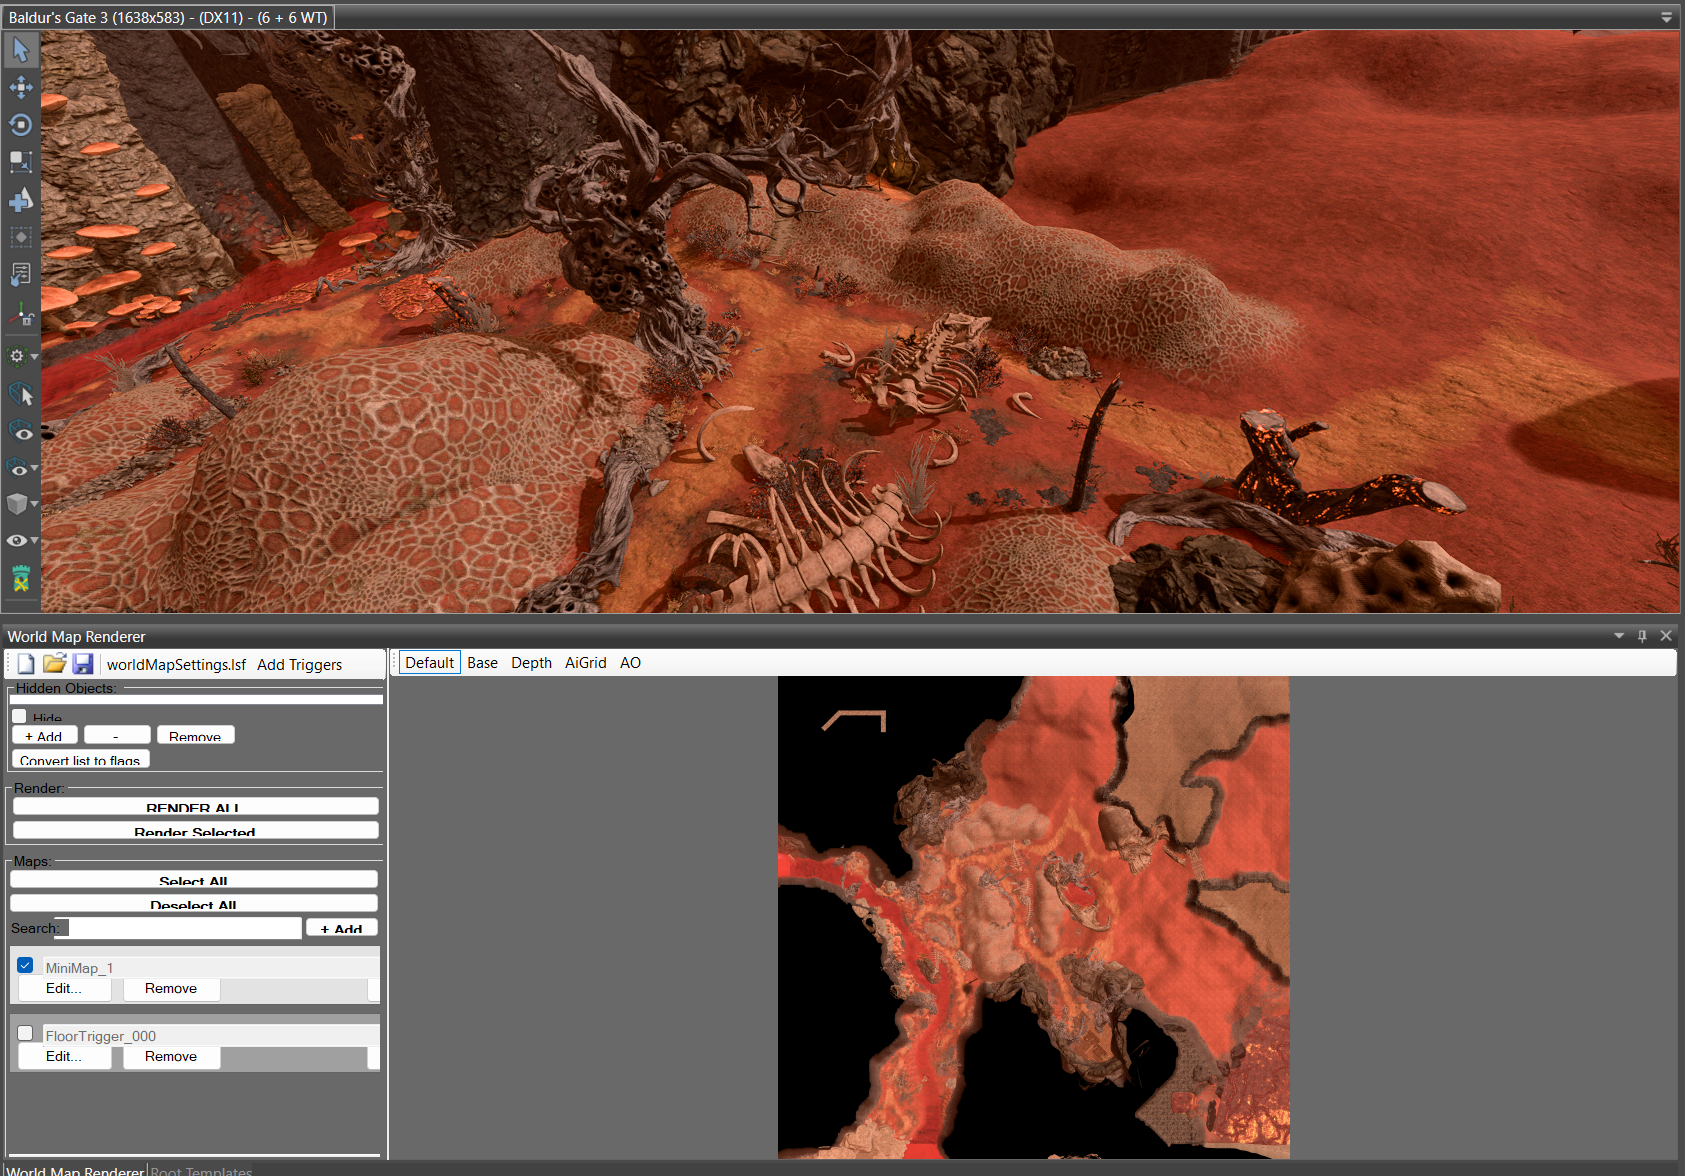 Baldur's Gate 3 (1638x583) - (DX11) - (6 + 6 WT)
World Map Renderer
worldMapSettings.lsf Add Triggers
Default Base Depth AiGrid AO
Hidden Objects:
Hide
+ Add - Remove
Convert list to flags
Render:
RENDER ALL
Render Selected
Maps:
Select All
Deselect All
Search: + Add
MiniMap_1
Edit... Remove
FloorTrigger_000
Edit... Remove
World Map Renderer Root Templates